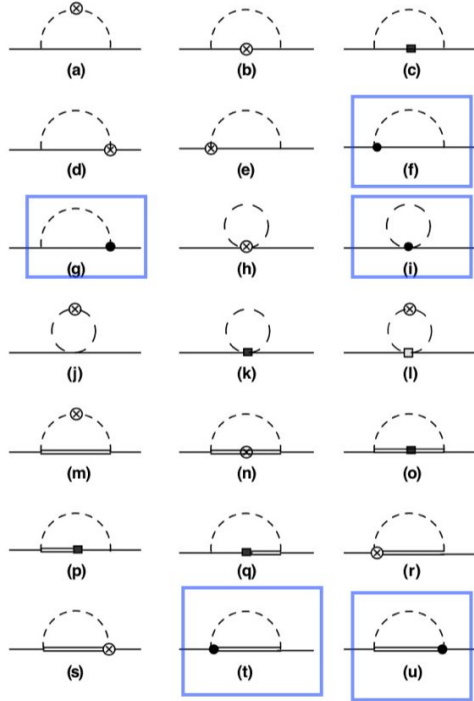 (a) (b) (c)
(d) (e) (f)
(g) (h) (i)
(j) (k) (l)
(m) (n) (o)
(p) (q) (r)
(s) (t) (u)